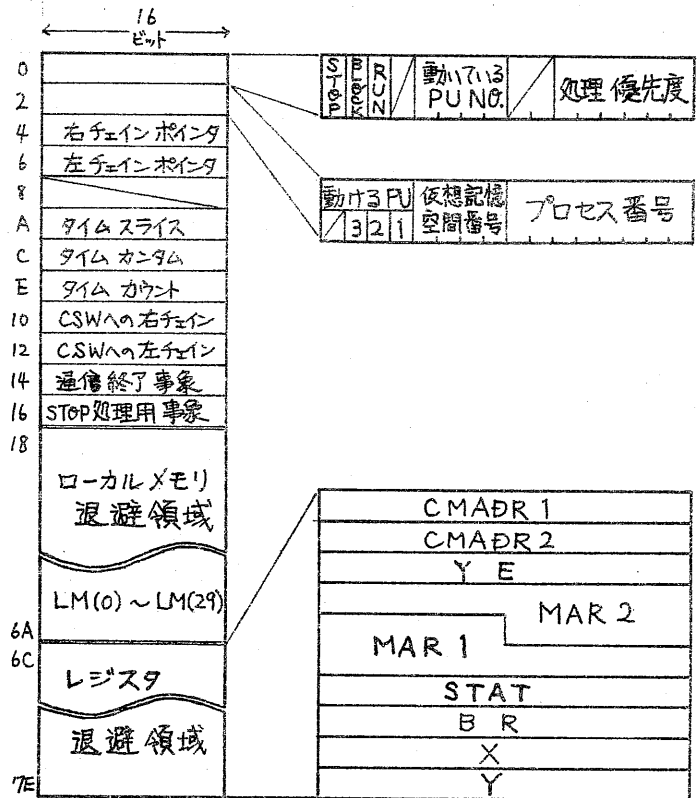 16
ビット
0
2
4 右チェインポインタ
6 左チェインポインタ
8
A タイムスライス
C タイムカンタム
E タイムカウント
10 CSWへの右チェイン
12 CSWへの左チェイン
14 通信終了事象
16 STOP処理用事象
18
ローカルメモリ
退避領域
LM(0)～LM(29)
6A
6C
レジスタ
退避領域
7E
STOP
BLOCK
RUN
動いている
PU NO.
処理優先度
動けるPU
3 2 1
仮想記憶
空間番号
プロセス番号
CMADR 1
CMADR 2
Y E
MAR 2
MAR 1
STAT
B R
X
Y